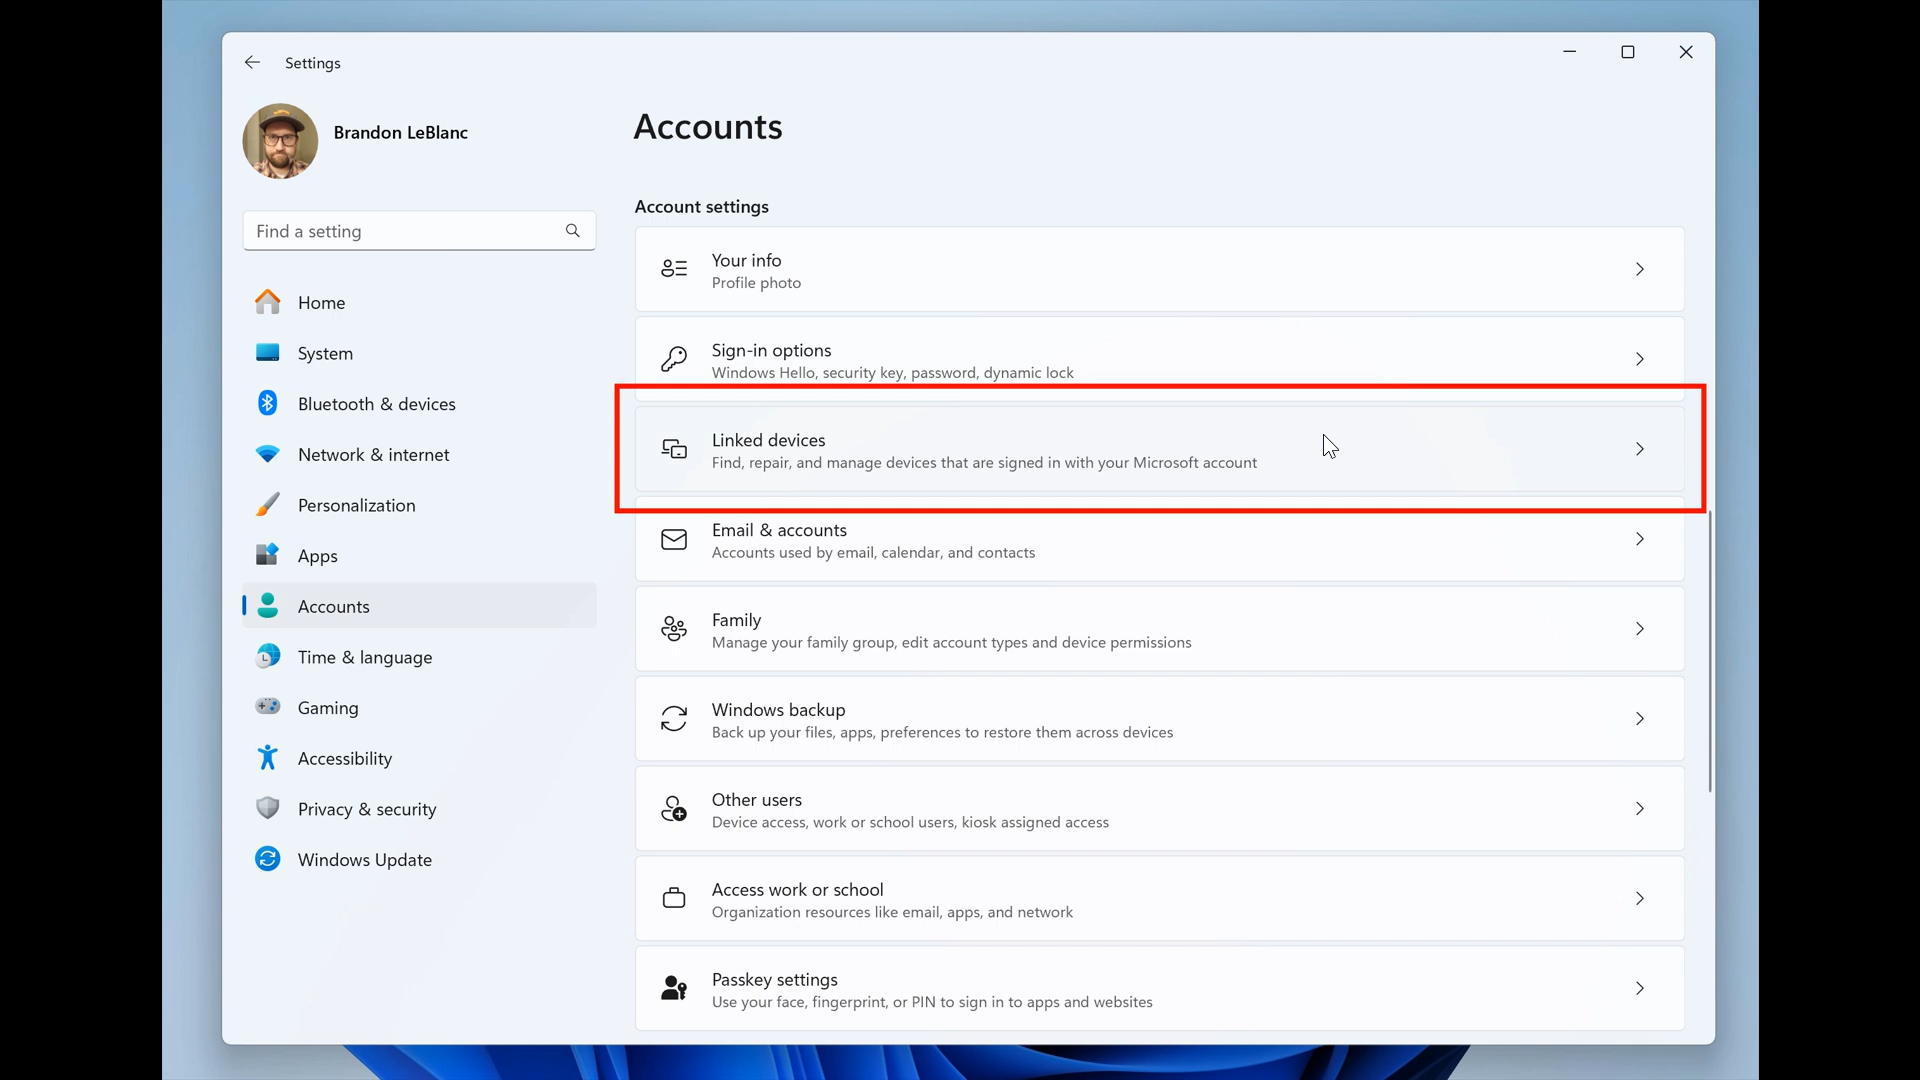 Settings
Brandon LeBlanc
Find a setting
Home
System
Bluetooth & devices
Network & internet
Personalization
Apps
Accounts
Time & language
Gaming
Accessibility
Privacy & security
Windows Update
Accounts
Account settings
Your info
Profile photo
Sign-in options
Windows Hello, security key, password, dynamic lock
Linked devices
Find, repair, and manage devices that are signed in with your Microsoft account
Email & accounts
Accounts used by email, calendar, and contacts
Family
Manage your family group, edit account types and device permissions
Windows backup
Back up your files, apps, preferences to restore them across devices
Other users
Device access, work or school users, kiosk assigned access
Access work or school
Organization resources like email, apps, and network
Passkey settings
Use your face, fingerprint, or PIN to sign in to apps and websites